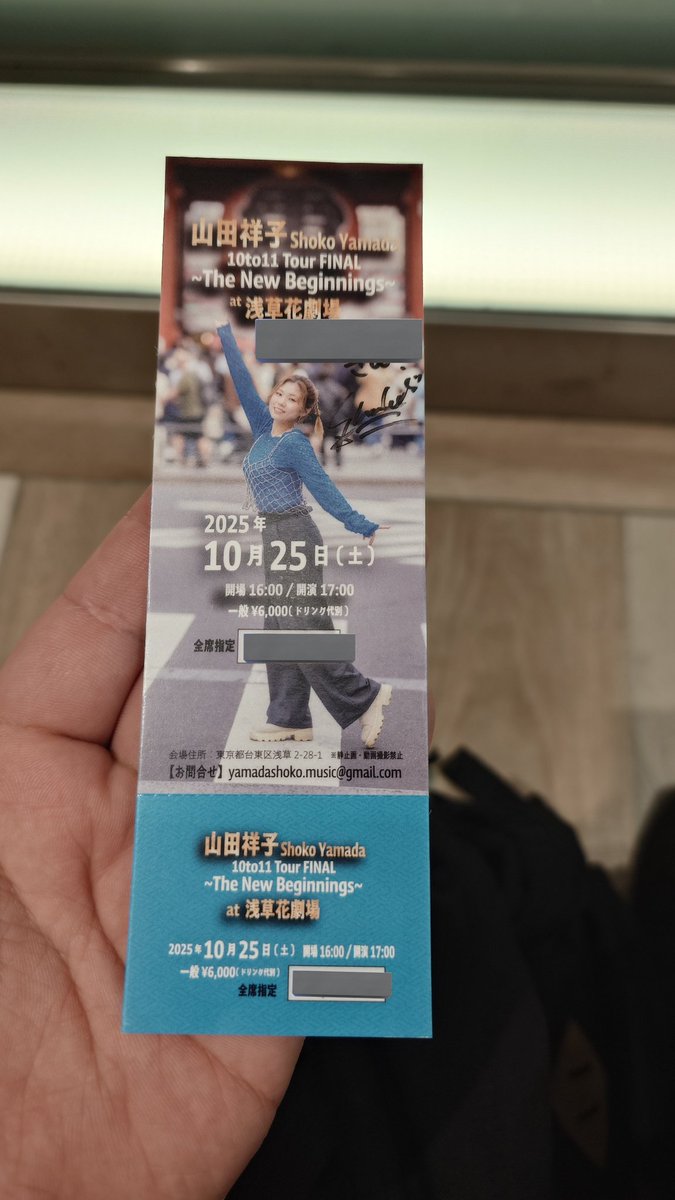 山田祥子 Shoko Yamada
10to11 Tour FINAL
~The New Beginnings~
at 浅草花劇場
2025年
10月25日(土)
開場 16:00 / 開演 17:00
一般 ¥6,000(ドリンク代別)
全席指定
会場住所:東京都台東区浅草 2-28-1 ※静止画・動画撮影禁止
【お問合せ】yamadashoko.music@gmail.com
山田祥子 Shoko Yamada
10to11 Tour FINAL
~The New Beginnings~
at 浅草花劇場
2025年10月25日(土) 開場 16:00 / 開演 17:00
一般 ¥6,000(ドリンク代別)
全席指定